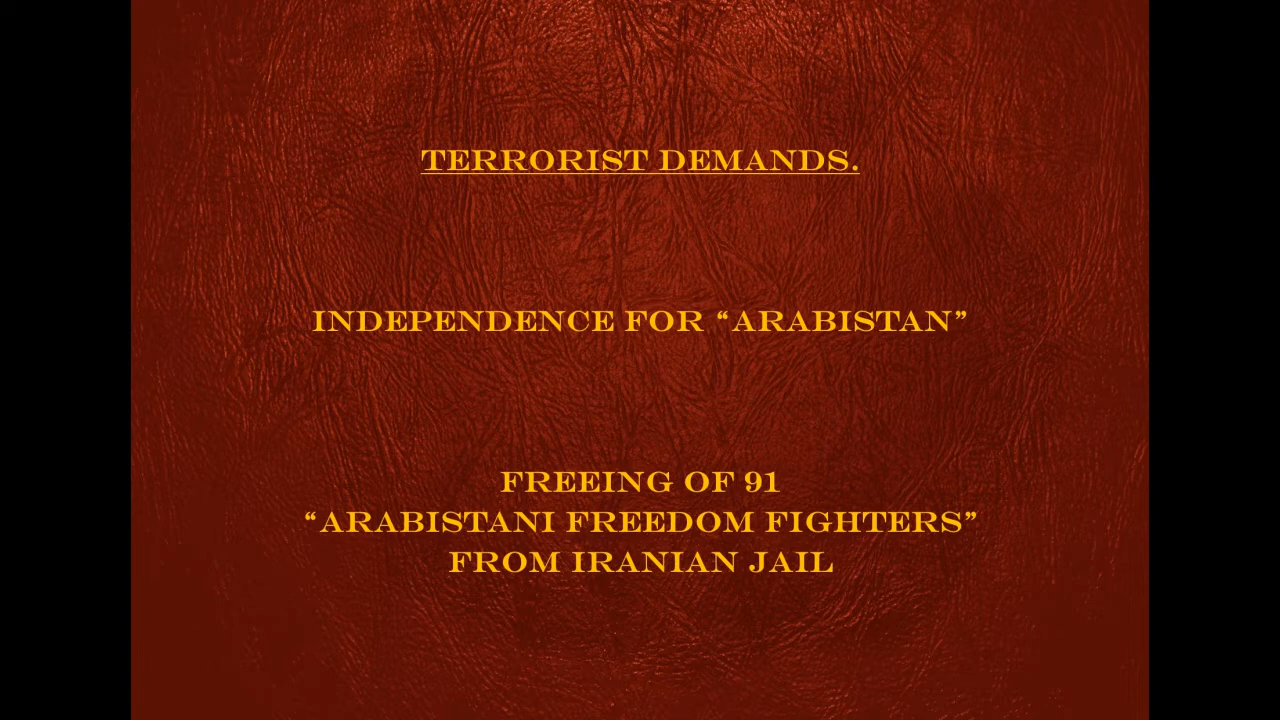 TERRORIST DEMANDS.
INDEPENDENCE FOR “ARABISTAN”
FREEING OF 91
“ARABISTANI FREEDOM FIGHTERS”
FROM IRANIAN JAIL